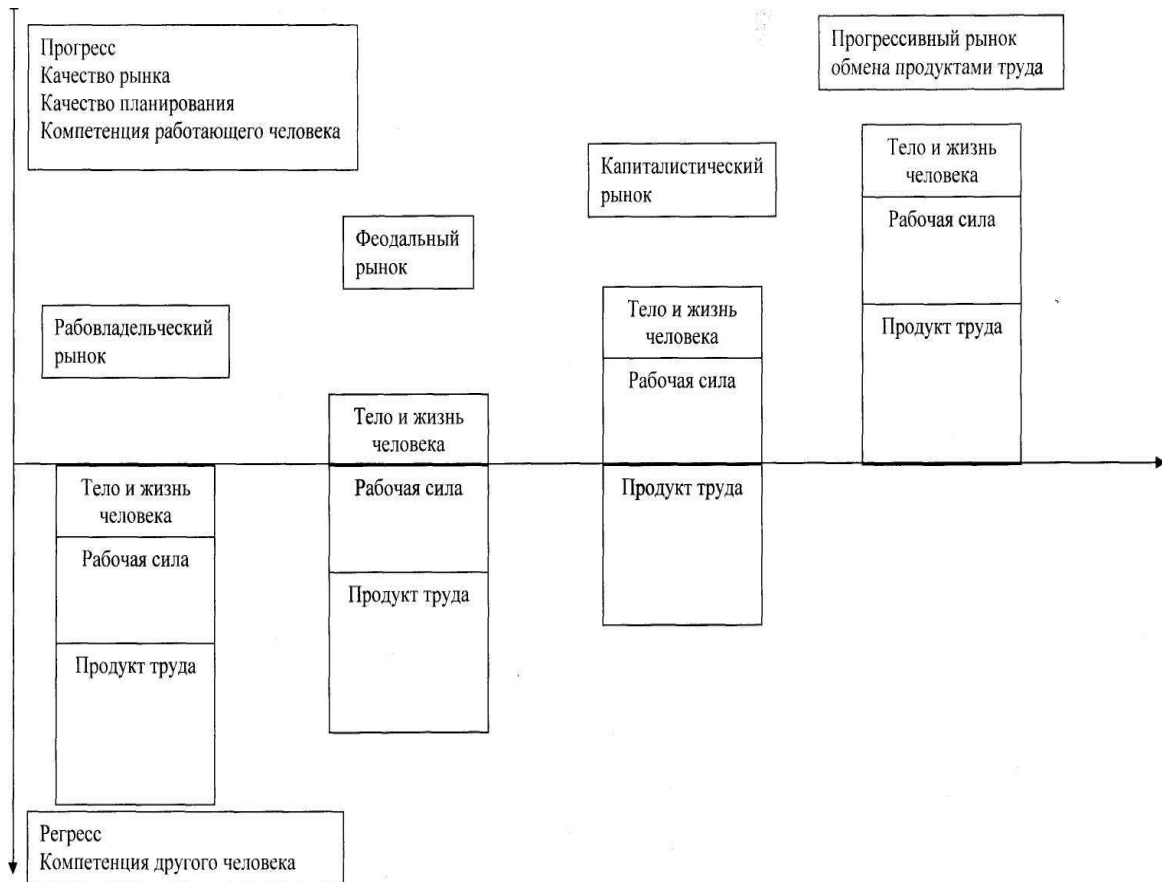 Прогресс
Качество рынка
Качество планирования
Компетенция работающего человека
Прогрессивный рынок
обмена продуктами труда
Капиталистический
рынок
Феодальный
рынок
Рабовладельческий
рынок
Тело и жизнь
человека
Рабочая сила
Продукт труда
Тело и жизнь
человека
Рабочая сила
Продукт труда
Тело и жизнь
человека
Рабочая сила
Продукт труда
Тело и жизнь
человека
Рабочая сила
Продукт труда
Регресс
Компетенция другого человека